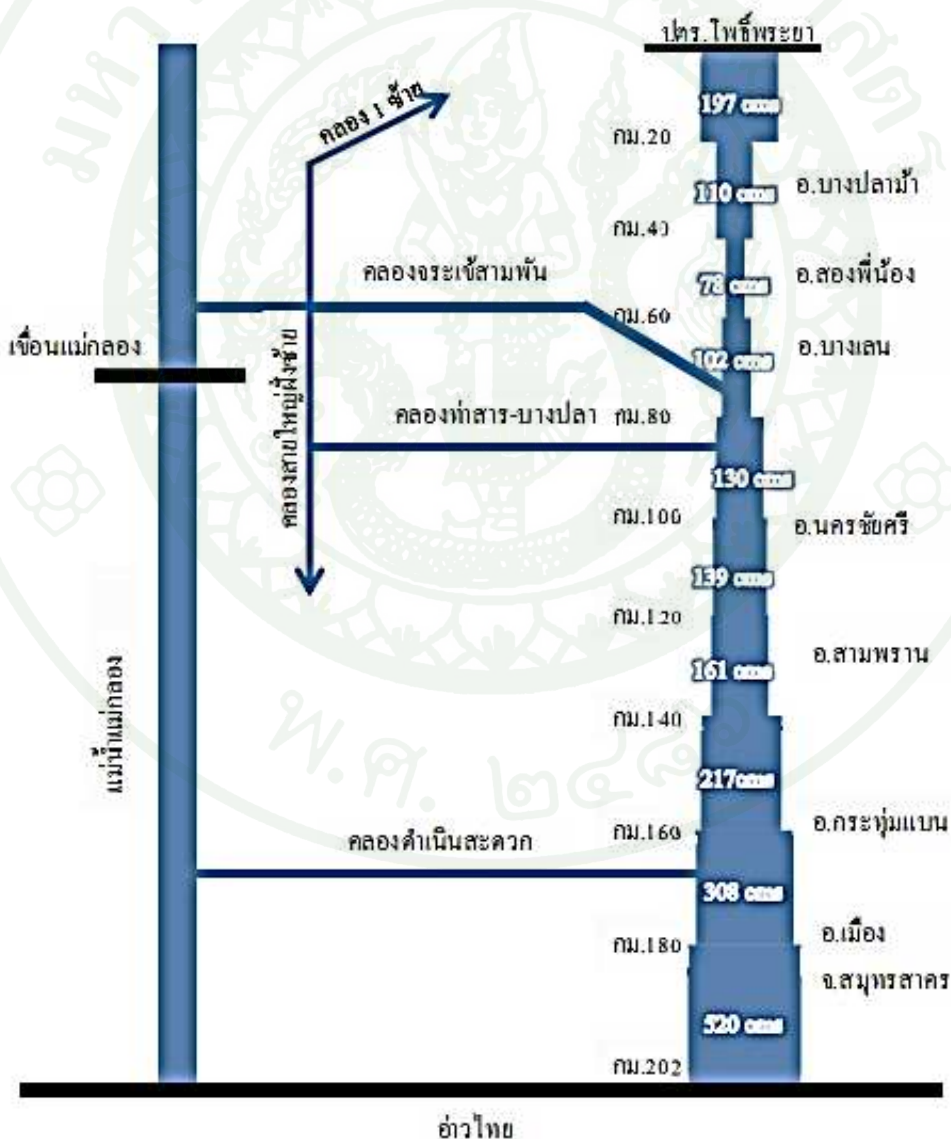 ปตร.โพธิ์พระยา
197 cms
คลอง 1 ซ้าย
กม.20
110 cms
อ.บางปลาม้า
กม.40
คลองจระเข้สามพัน
78 cms
อ.สองพี่น้อง
กม.60
เขื่อนแม่กลอง
102 cms
อ.บางเลน
คลองสายใหญ่ฝั่งซ้าย
คลองท่าสาร-บางปลา
กม.80
130 cms
กม.100
อ.นครชัยศรี
139 cms
กม.120
แม่น้ำแม่กลอง
161 cms
อ.สามพราน
กม.140
217cms
พ.ศ. ๒๔๘๖
กม.160
อ.กระทุ่มแบน
คลองดำเนินสะดวก
308 cms
กม.180
อ.เมือง
จ.สมุทรสาคร
520 cms
กม.202
อ่าวไทย